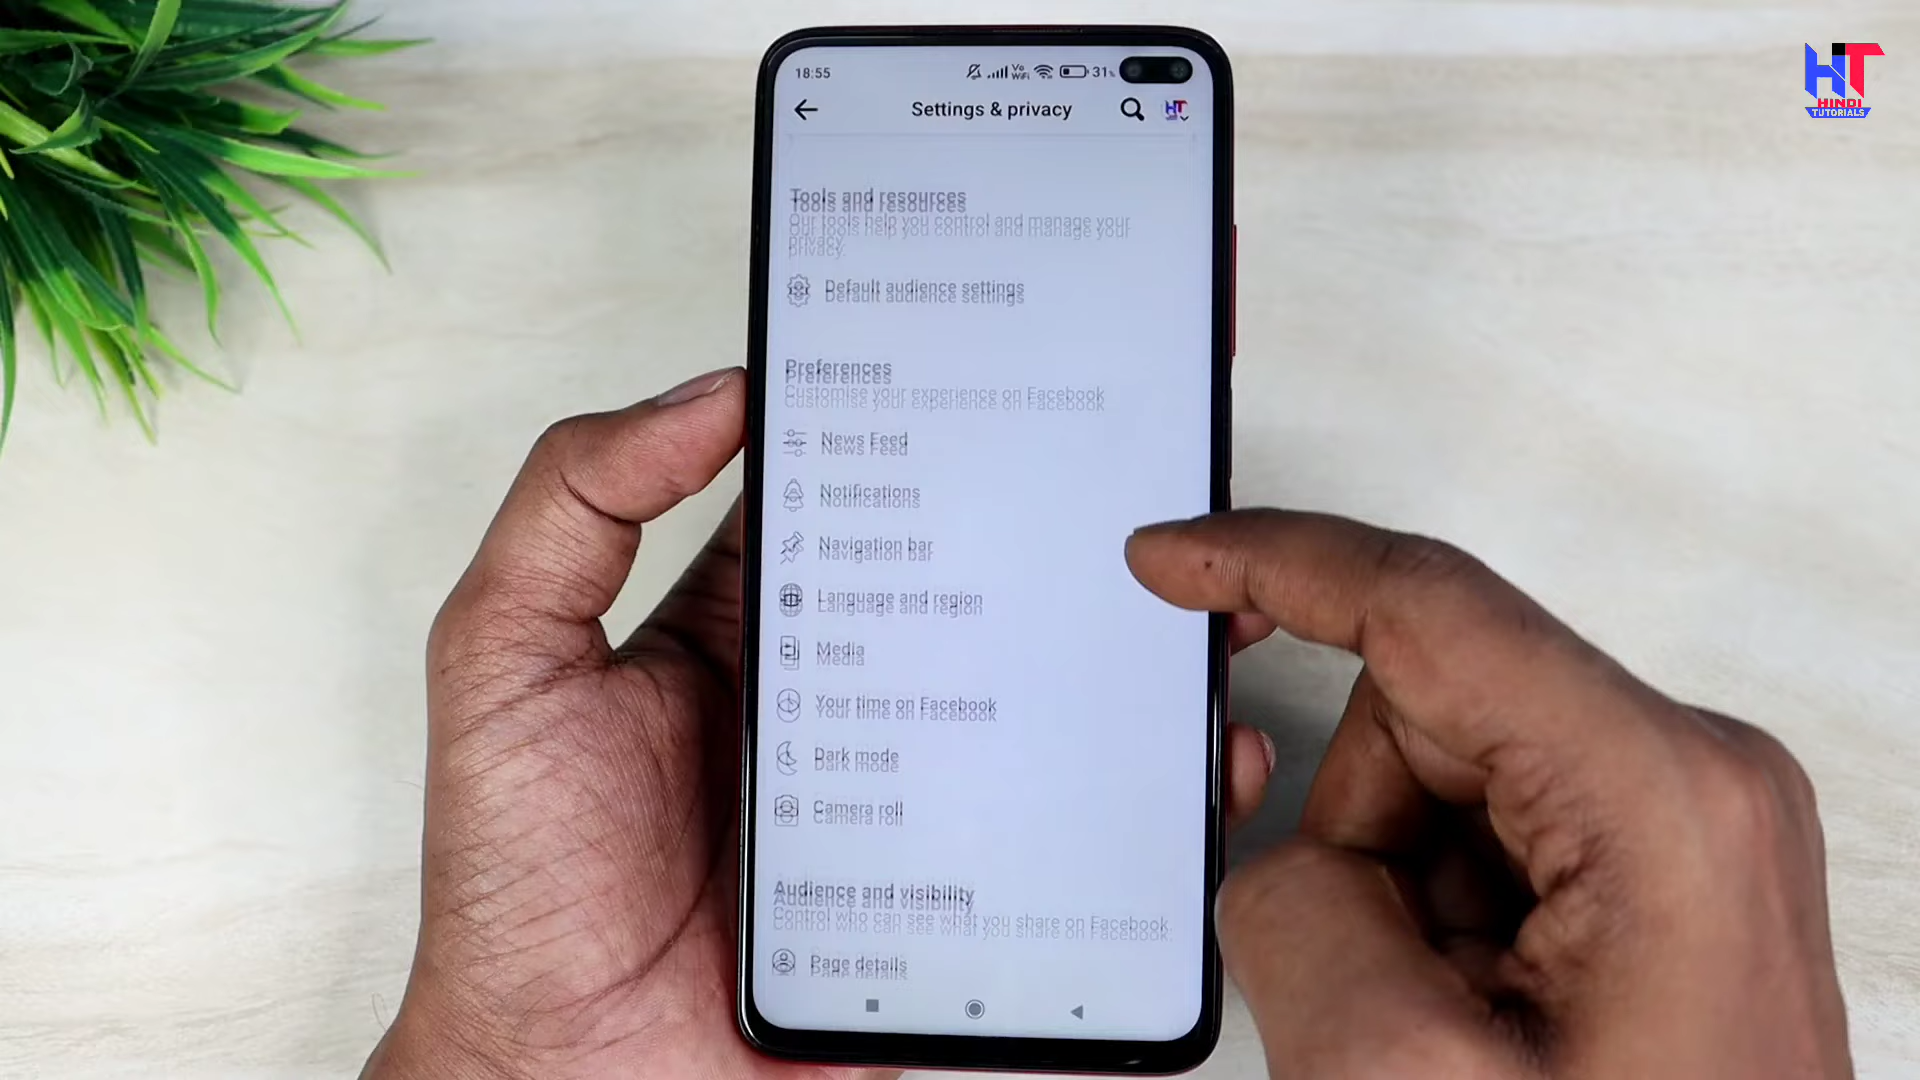 HT
HINDI
TUTORIALS
18:55
Vo
WiFi
31%
Settings & privacy
HT
Tools and resources
Our tools help you control and manage your
privacy.
Default audience settings
Preferences
Customise your experience on Facebook
News Feed
Notifications
Navigation bar
Language and region
Media
Your time on Facebook
Dark mode
Camera roll
Audience and visibility
Control who can see what you share on Facebook.
Page details